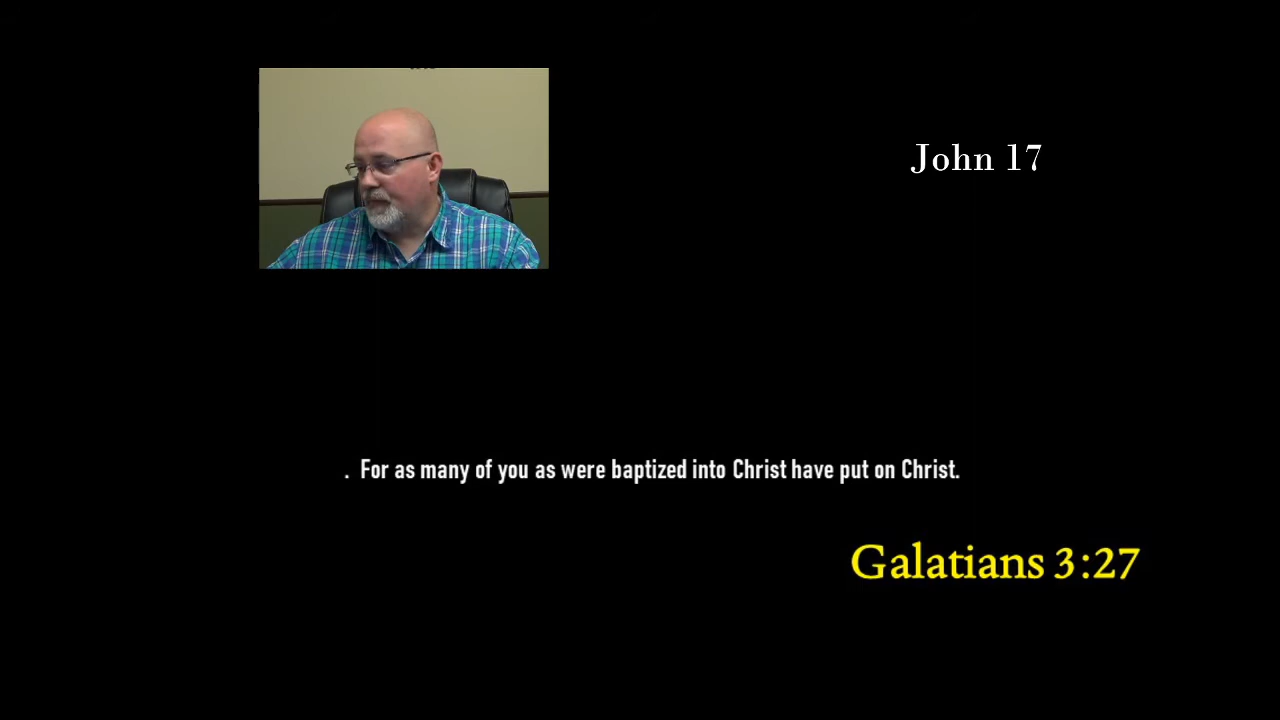 John 17
. For as many of you as were baptized into Christ have put on Christ.
Galatians 3:27